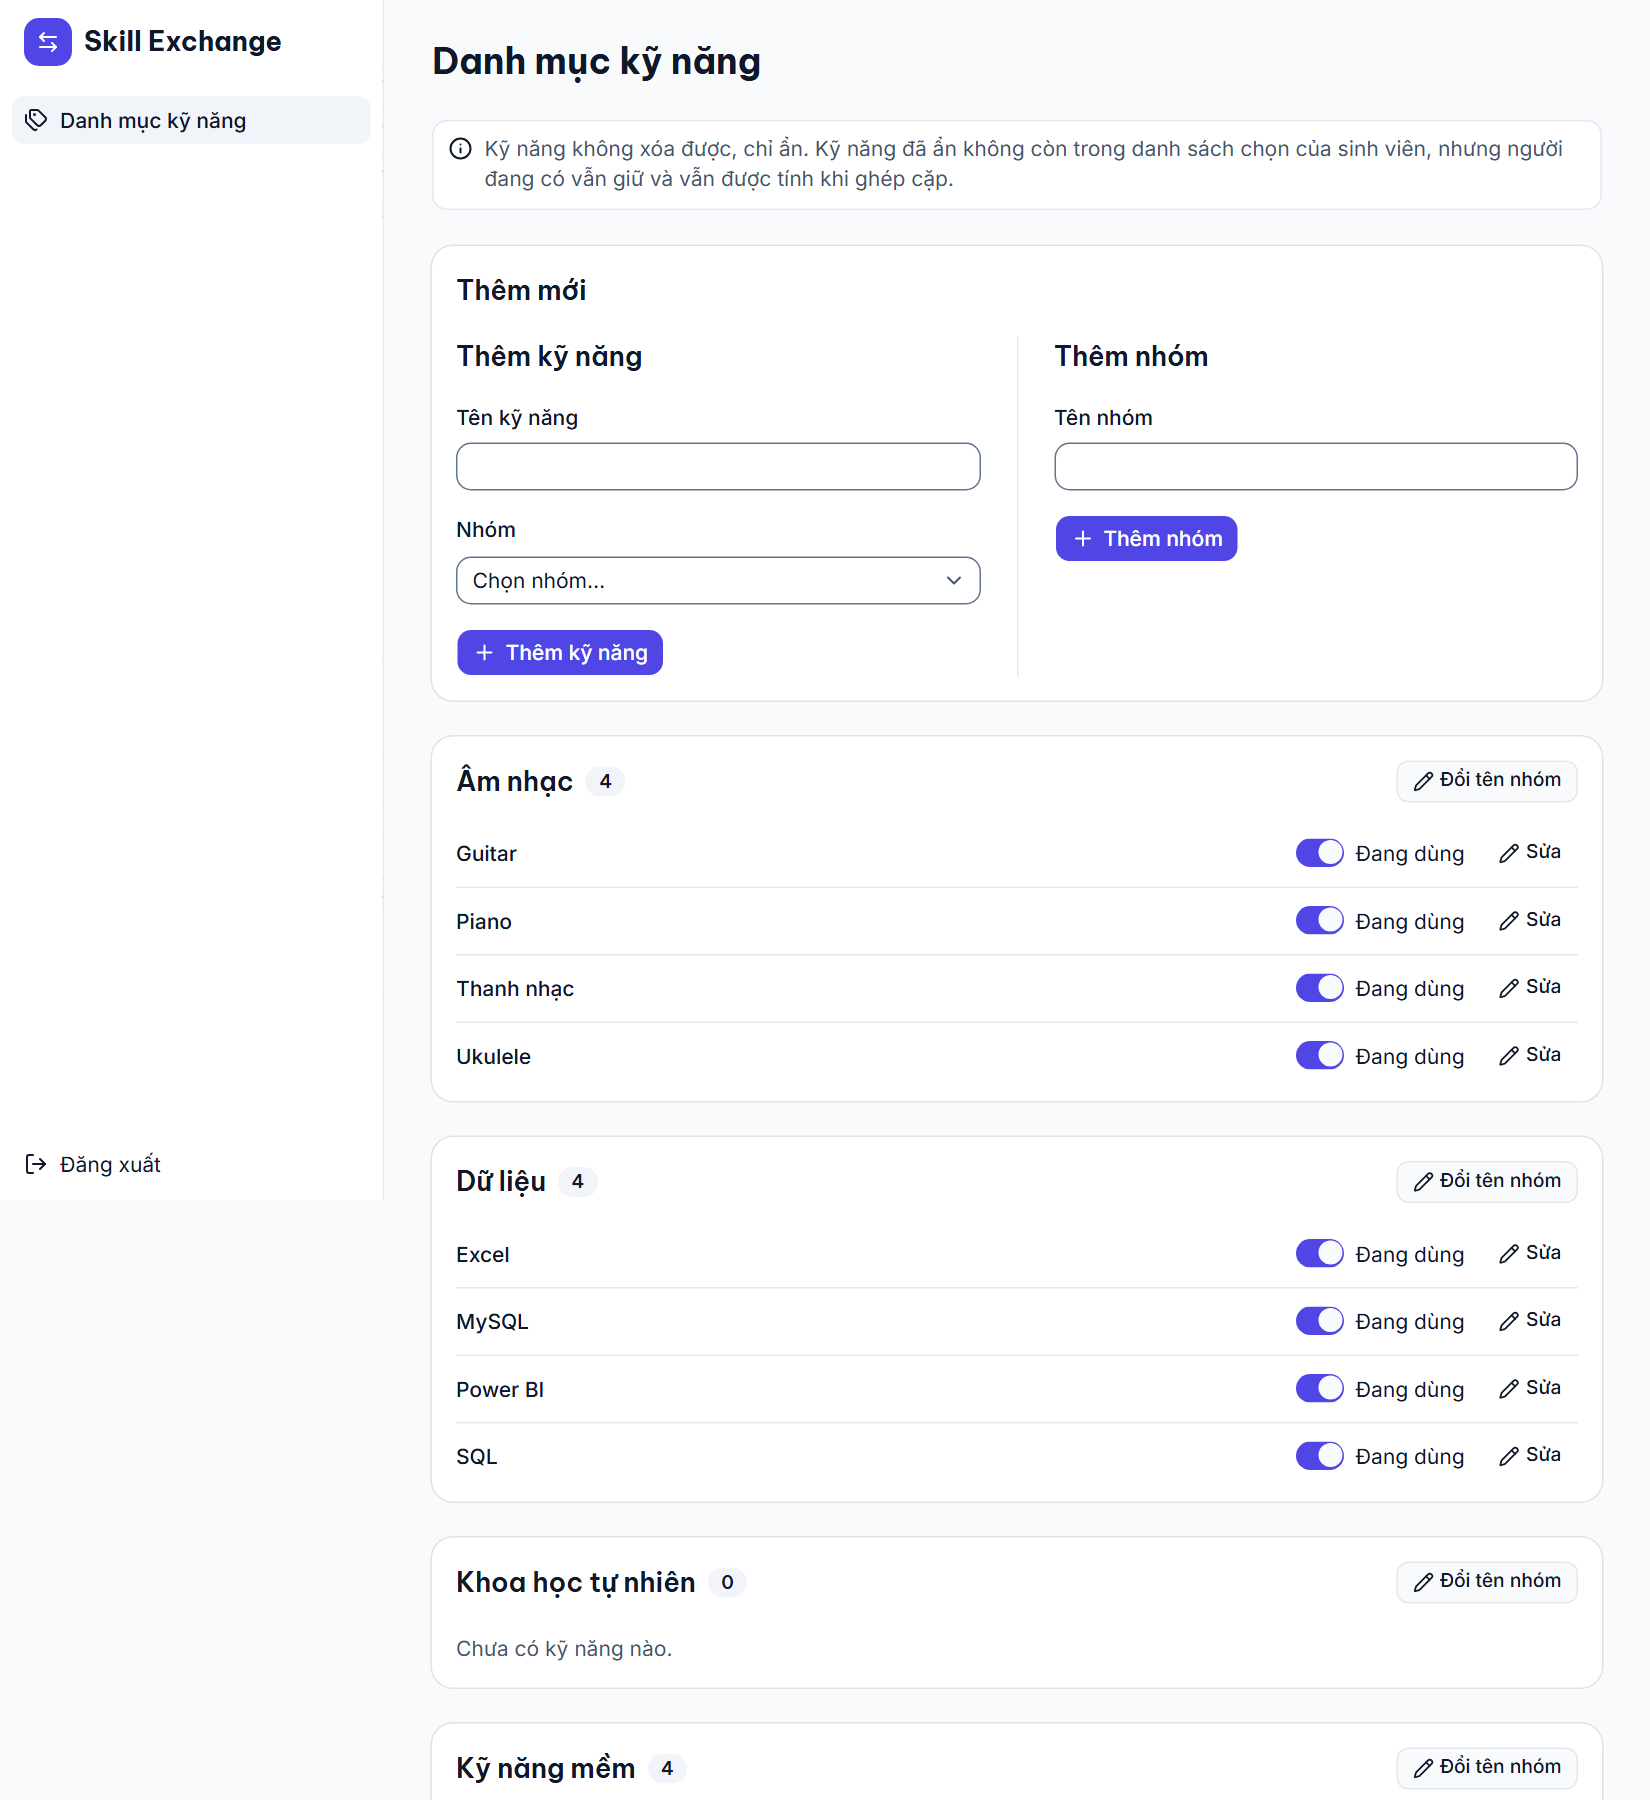 Skill Exchange
Danh mục kỹ năng
Đăng xuất
Danh mục kỹ năng
Kỹ năng không xóa được, chỉ ẩn. Kỹ năng đã ẩn không còn trong danh sách chọn của sinh viên, nhưng người
đang có vẫn giữ và vẫn được tính khi ghép cặp.
Thêm mới
Thêm kỹ năng
Tên kỹ năng
Nhóm
Chọn nhóm...
Thêm kỹ năng
Thêm nhóm
Tên nhóm
Thêm nhóm
Âm nhạc 4 Đổi tên nhóm
Guitar Đang dùng Sửa
Piano Đang dùng Sửa
Thanh nhạc Đang dùng Sửa
Ukulele Đang dùng Sửa
Dữ liệu 4 Đổi tên nhóm
Excel Đang dùng Sửa
MySQL Đang dùng Sửa
Power BI Đang dùng Sửa
SQL Đang dùng Sửa
Khoa học tự nhiên 0 Đổi tên nhóm
Chưa có kỹ năng nào.
Kỹ năng mềm 4 Đổi tên nhóm